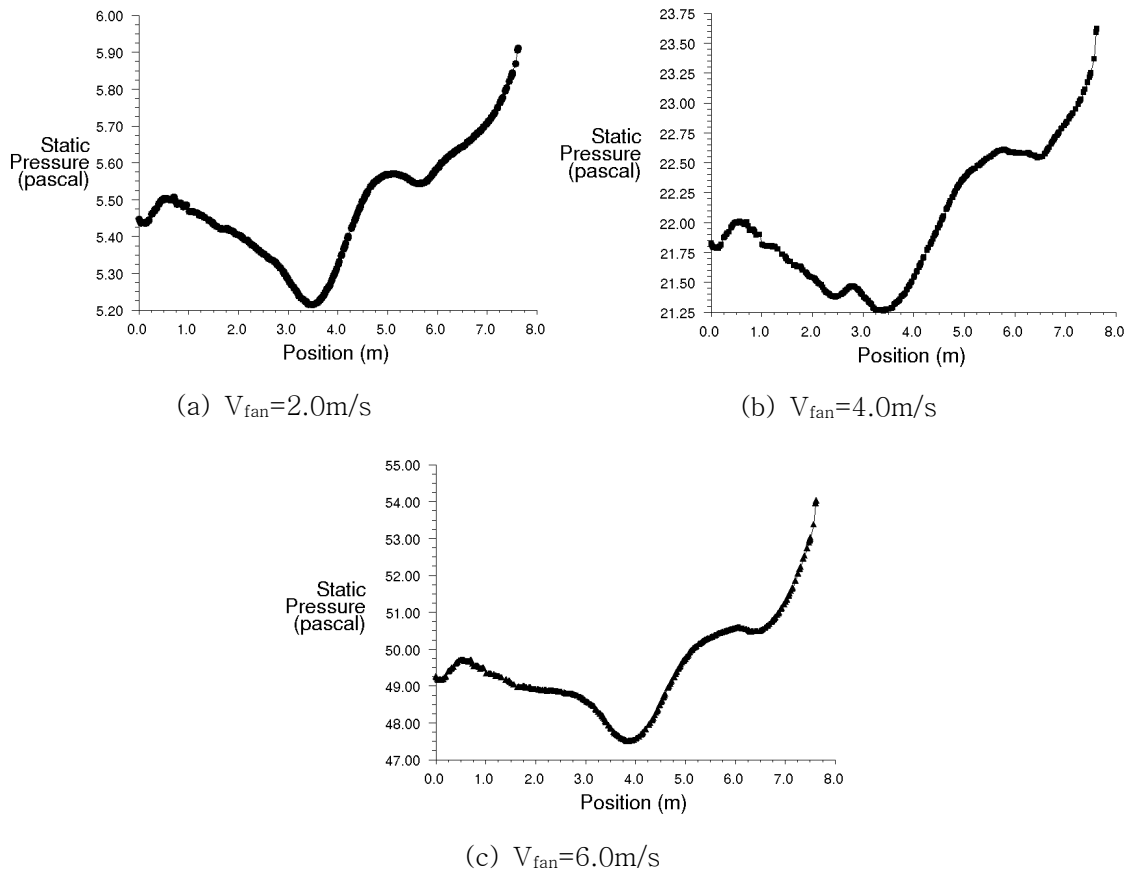 6.00
5.90
5.80
5.70
5.60
5.50
5.40
5.30
5.20
Static
Pressure
(pascal)
0.0 1.0 2.0 3.0 4.0 5.0 6.0 7.0 8.0
Position (m)
(a) Vfan=2.0m/s
23.75
23.50
23.25
23.00
22.75
22.50
22.25
22.00
21.75
21.50
21.25
Static
Pressure
(pascal)
0.0 1.0 2.0 3.0 4.0 5.0 6.0 7.0 8.0
Position (m)
(b) Vfan=4.0m/s
55.00
54.00
53.00
52.00
51.00
50.00
49.00
48.00
47.00
Static
Pressure
(pascal)
0.0 1.0 2.0 3.0 4.0 5.0 6.0 7.0 8.0
Position (m)
(c) Vfan=6.0m/s